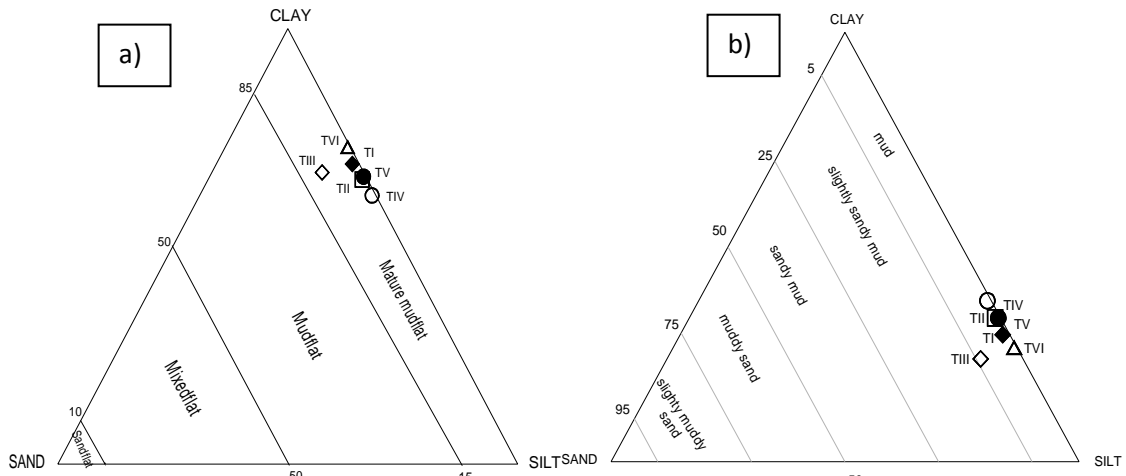 a)
CLAY
85
TVI
TI
TIII
TV
TII
TIV
50
Mature mudflat
Mudflat
Mixedflat
10
Sandflat
SAND
50
15
SILT
b)
CLAY
5
mud
25
slightly sandy mud
50
sandy mud
75
muddy sand
95
slighty muddy
sand
TIV
TII
TV
TI
TVI
TIII
SAND
SILT